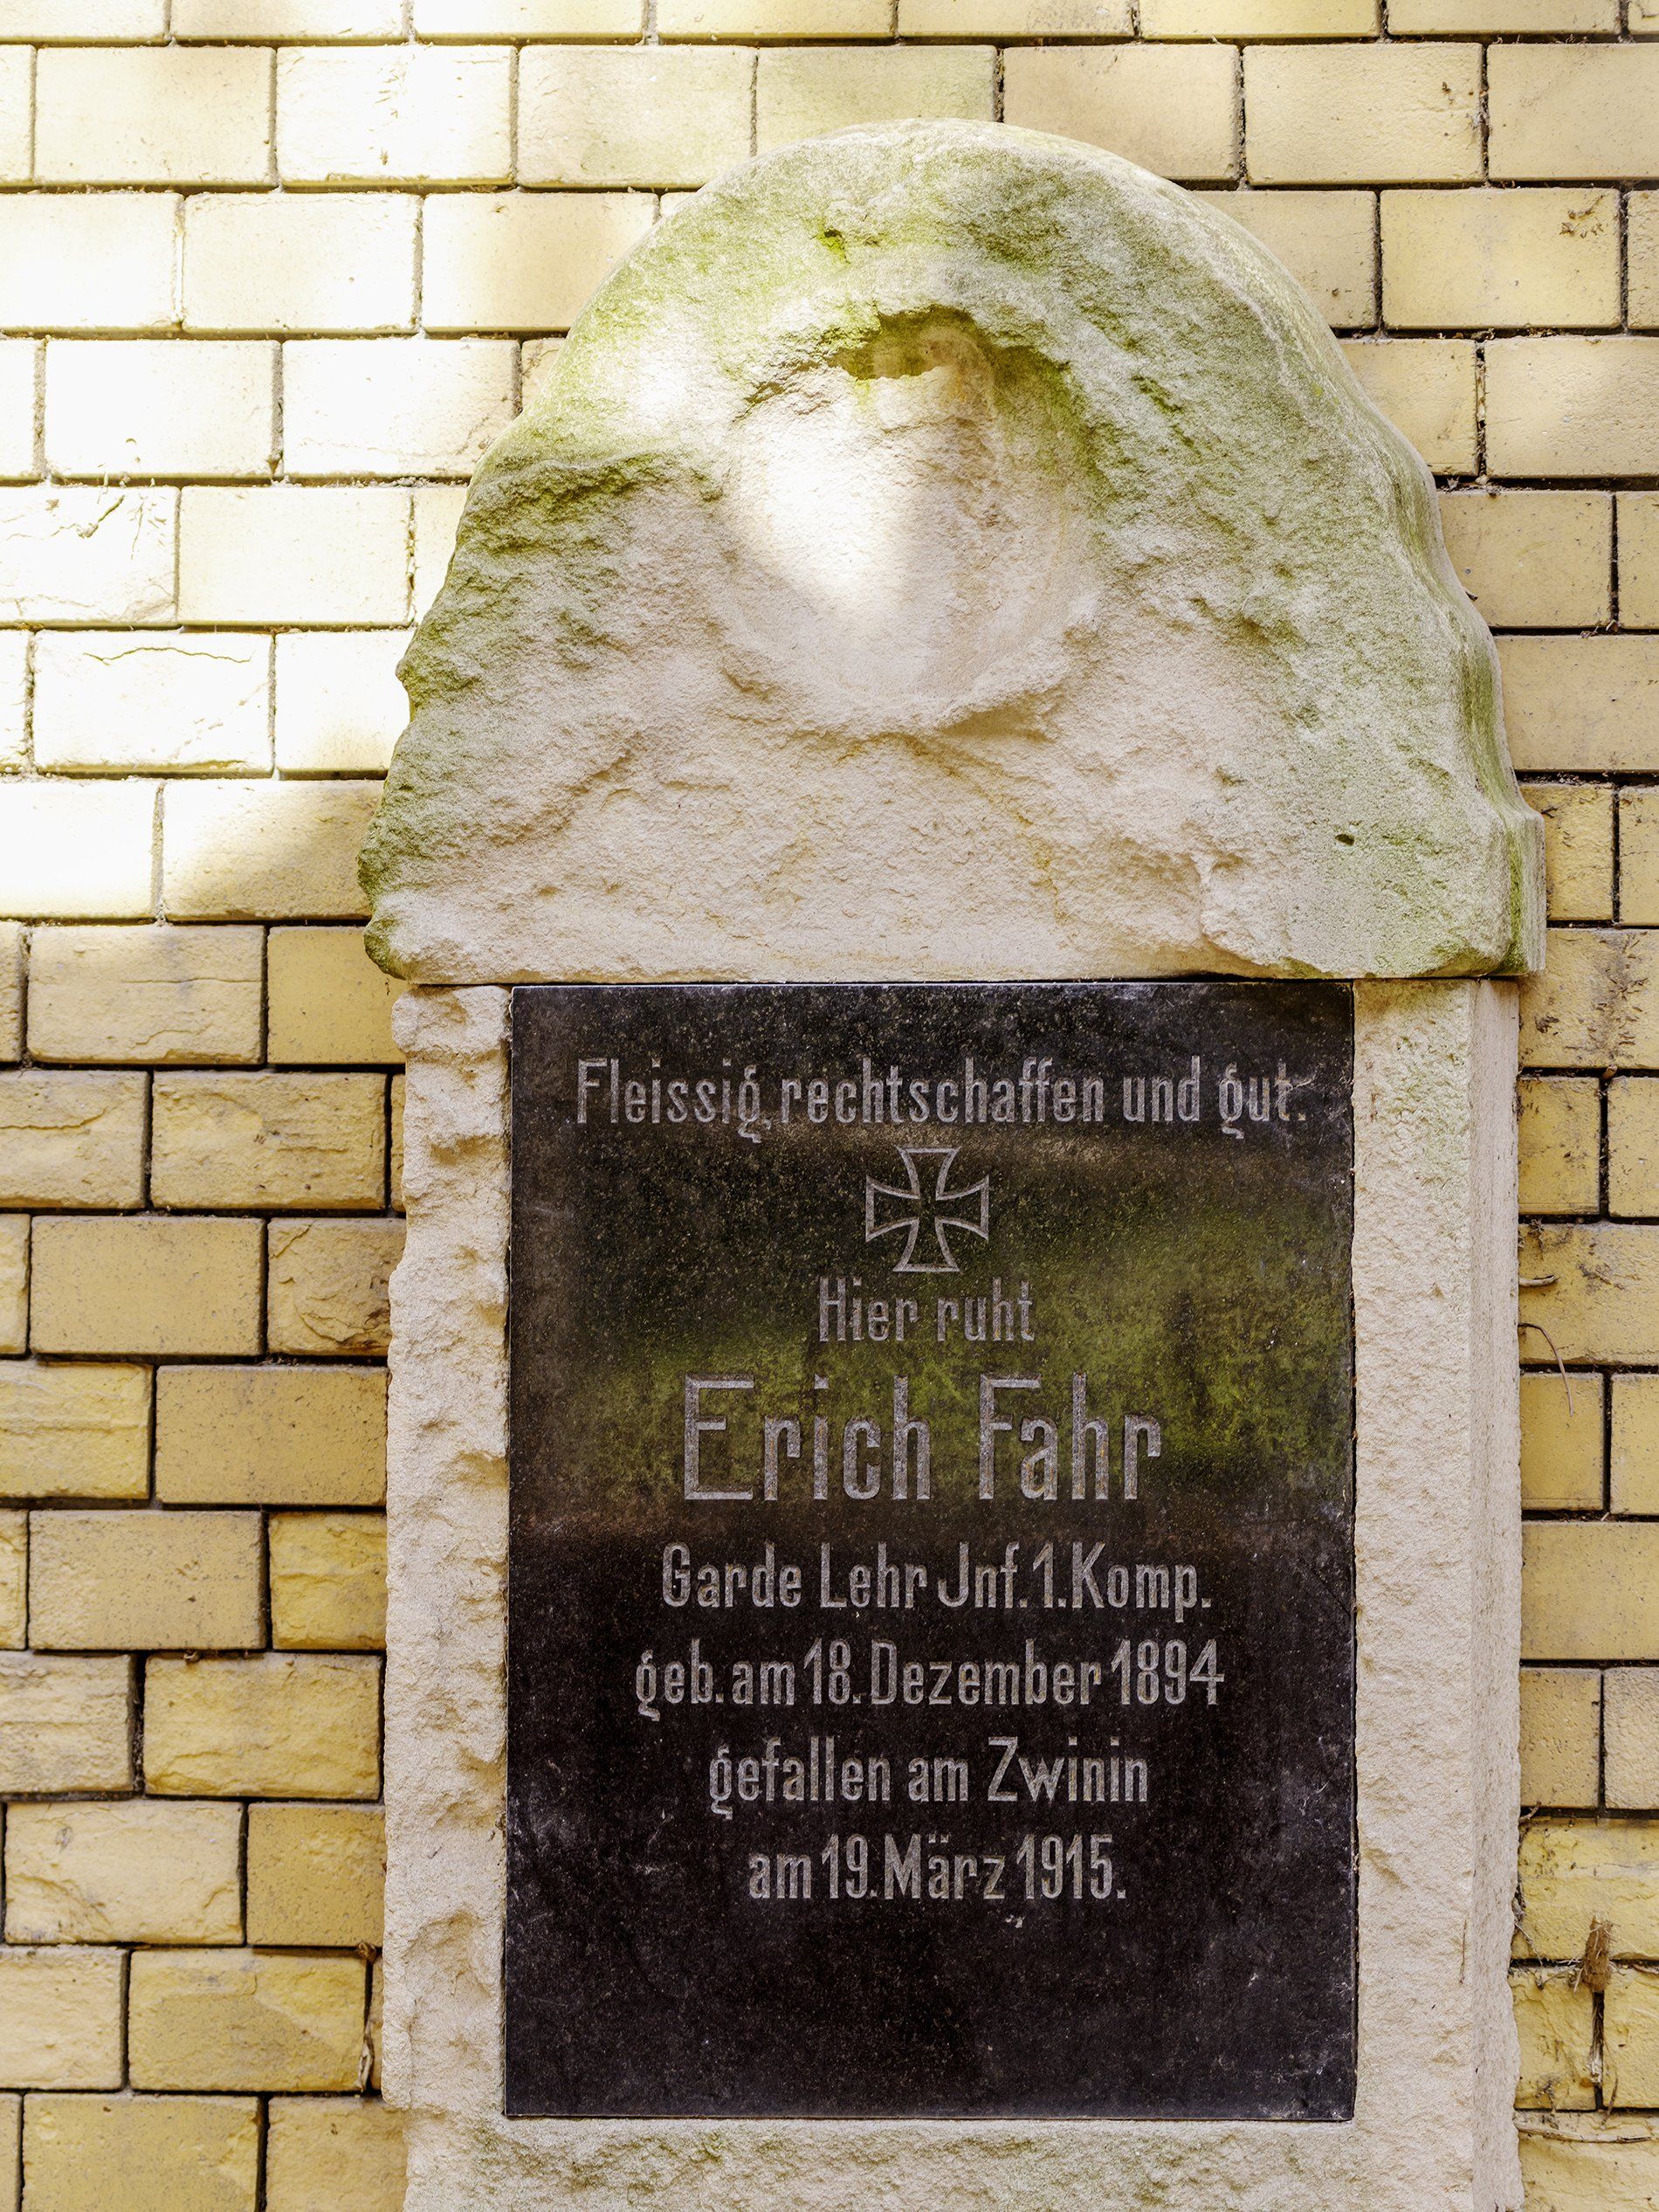 Fleissig, rechtschaffen und gut.
Hier ruht
Erich Fahr
Garde Lehr Jnf. 1. Komp.
geb. am 18. Dezember 1894
gefallen am Zwinin
am 19. März 1915.